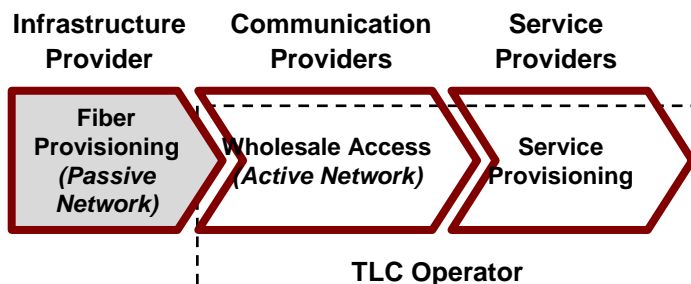 Infrastructure
Provider
Communication
Providers
Service
Providers
Fiber
Provisioning
(Passive
Network)
Wholesale Access
(Active Network)
Service
Provisioning
TLC Operator